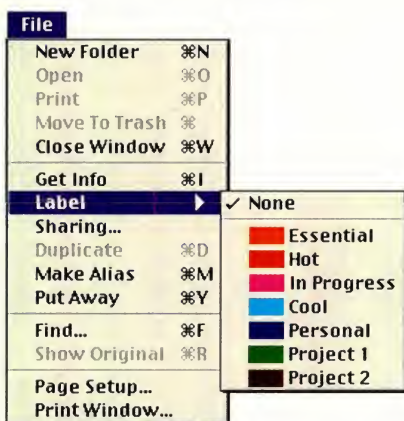 File
New Folder ⌘N
Open ⌘O
Print ⌘P
Move To Trash ⌘
Close Window ⌘W
Get Info ⌘I
Label
Sharing...
Duplicate ⌘D
Make Alias ⌘M
Put Away ⌘Y
Find... ⌘F
Show Original ⌘R
Page Setup...
Print Window...
✓ None
Essential
Hot
In Progress
Cool
Personal
Project 1
Project 2